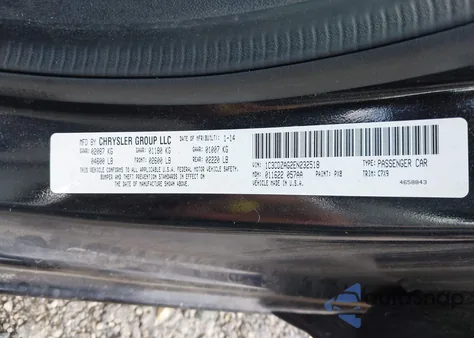 MFD BY: CHRYSLER GROUP LLC DATE OF MFR(BUILT): 1-14
GVWR: 02087 KG GAWR: 01180 KG GAWR: 01007 KG
04600 LB FRONT: 02600 LB REAR: 02220 LB
THIS VEHICLE CONFORMS TO ALL APPLICABLE U.S.A. FEDERAL MOTOR VEHICLE SAFETY,
BUMPER AND THEFT PREVENTION STANDARDS IN EFFECT ON
THE DATE OF MANUFACTURE SHOWN ABOVE.
VIN: 1C3CDZAG2EN232518 TYPE: PASSENGER CAR
MDH: 011622 057AA PAINT: PX8 TRIM: C7X9
VEHICLE MADE IN U.S.A. 4658843
autosnap